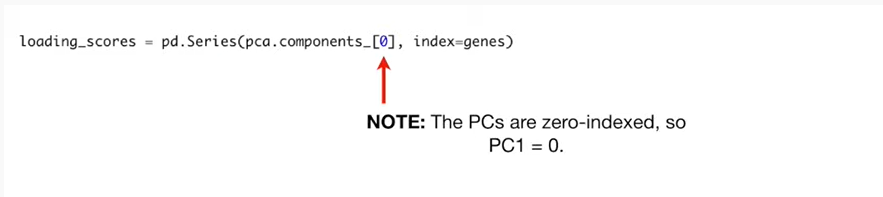 loading_scores = pd.Series(pca.components_[0], index=genes)
NOTE: The PCs are zero-indexed, so
PC1 = 0.